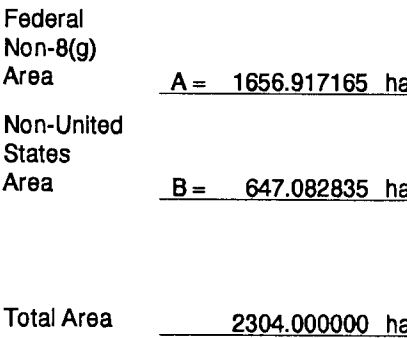 Federal
Non-8(g)
Area A = 1656.917165 ha
Non-United
States
Area B = 647.082835 ha
Total Area 2304.000000 ha